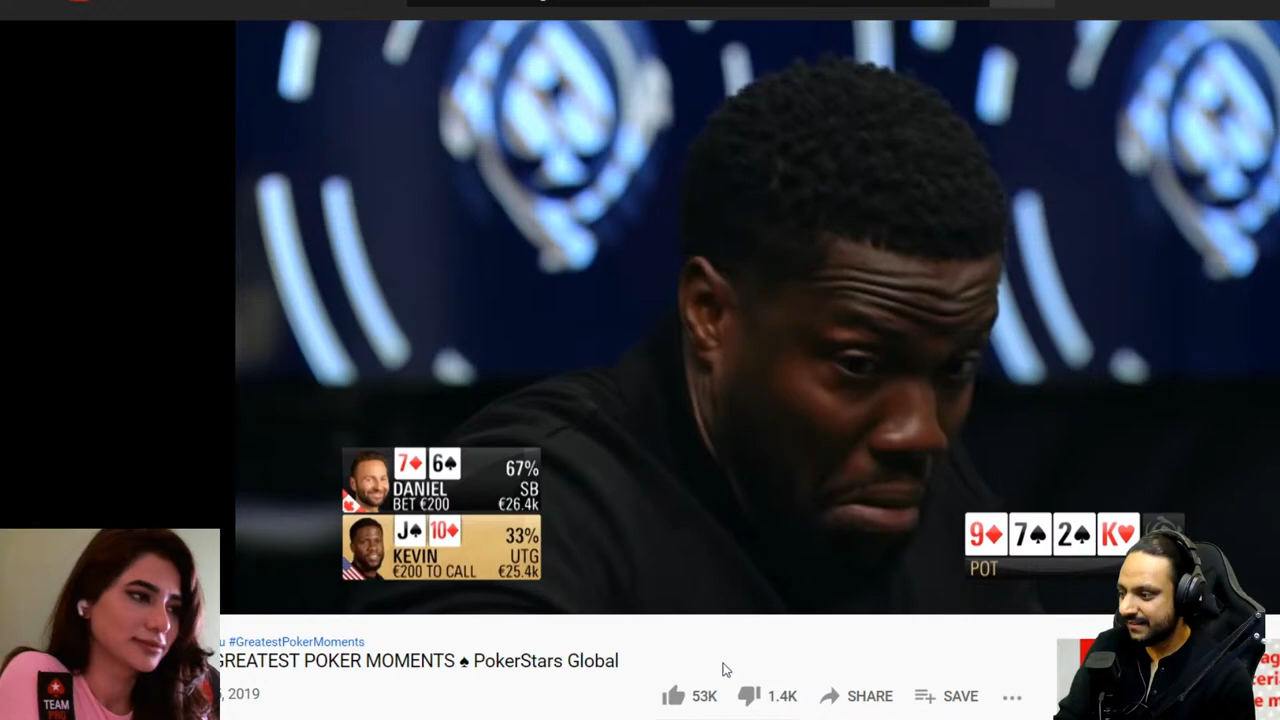 7♦ 6♠ 67%
DANIEL SB
BET €200 €26.4k
J♠ 10♦ 33%
KEVIN UTG
€200 TO CALL €25.4k
9♦ 7♠ 2♠ K♥
POT
#GreatestPokerMoments
GREATEST POKER MOMENTS ♠ PokerStars Global
, 2019
53K 1.4K SHARE SAVE
TEAM
PRO